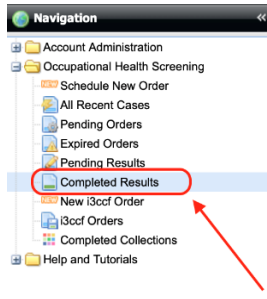 Navigation
Account Administration
Occupational Health Screening
NEW Schedule New Order
All Recent Cases
Pending Orders
Expired Orders
Pending Results
Completed Results
NEW New i3ccf Order
i3ccf Orders
Completed Collections
Help and Tutorials